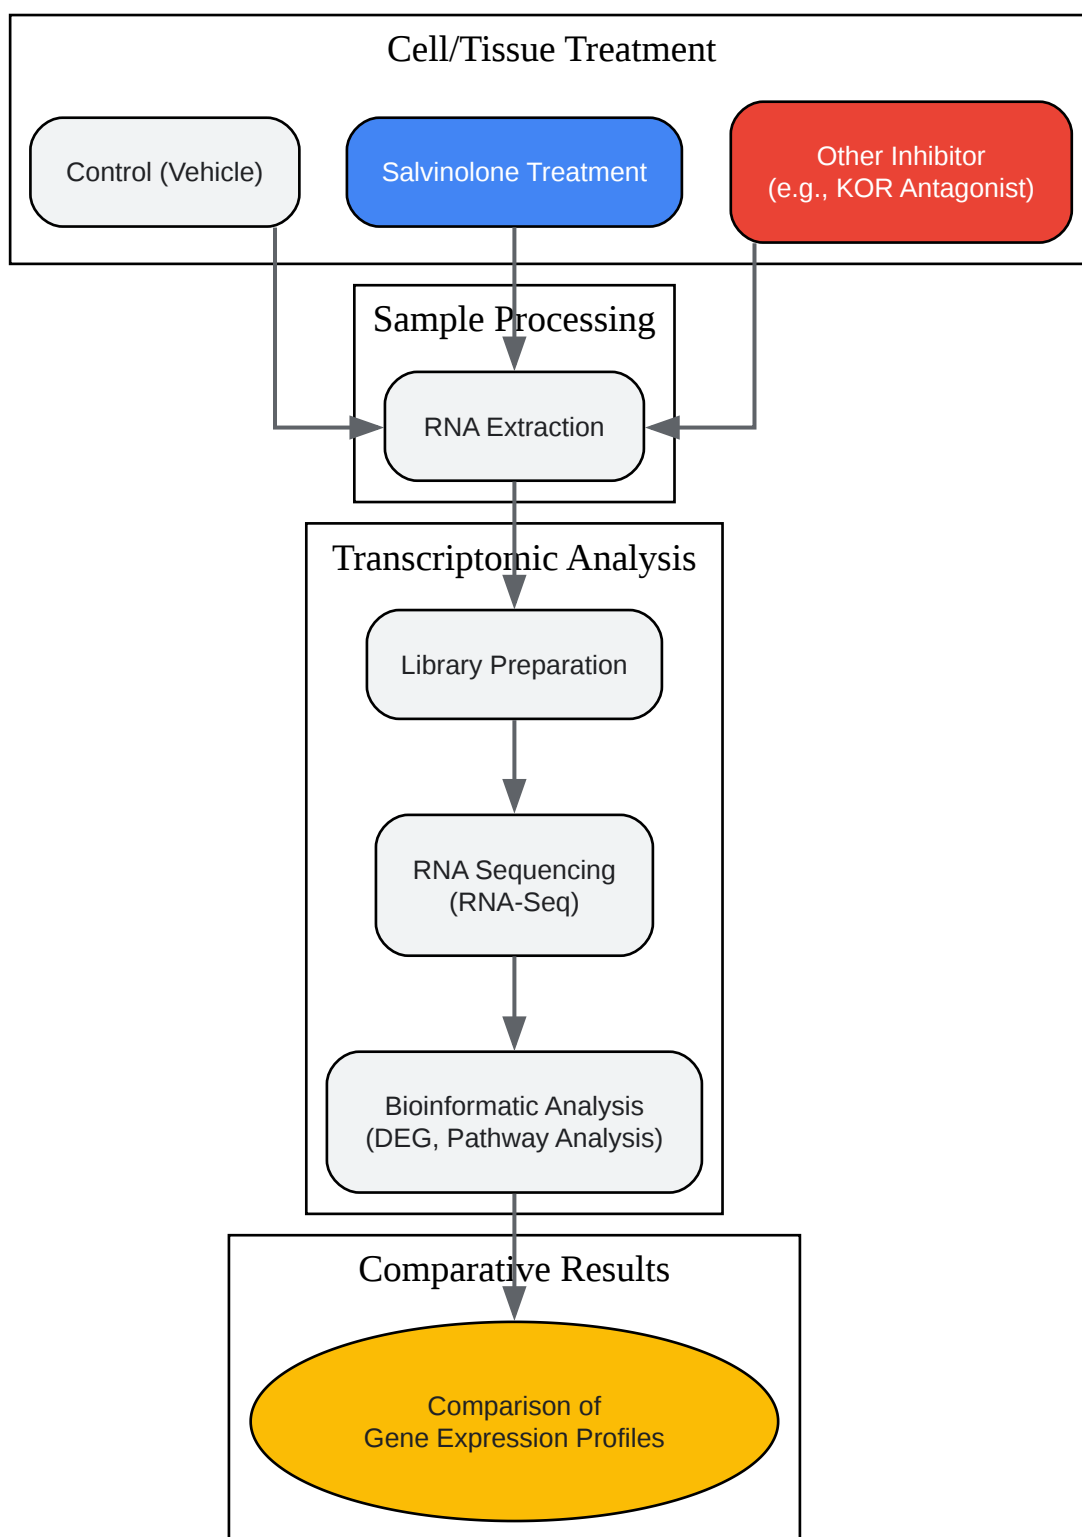 Cell/Tissue Treatment
Control (Vehicle)
Salvinolone Treatment
Other Inhibitor
(e.g., KOR Antagonist)
Sample Processing
RNA Extraction
Transcriptomic Analysis
Library Preparation
RNA Sequencing
(RNA-Seq)
Bioinformatic Analysis
(DEG, Pathway Analysis)
Comparative Results
Comparison of
Gene Expression Profiles